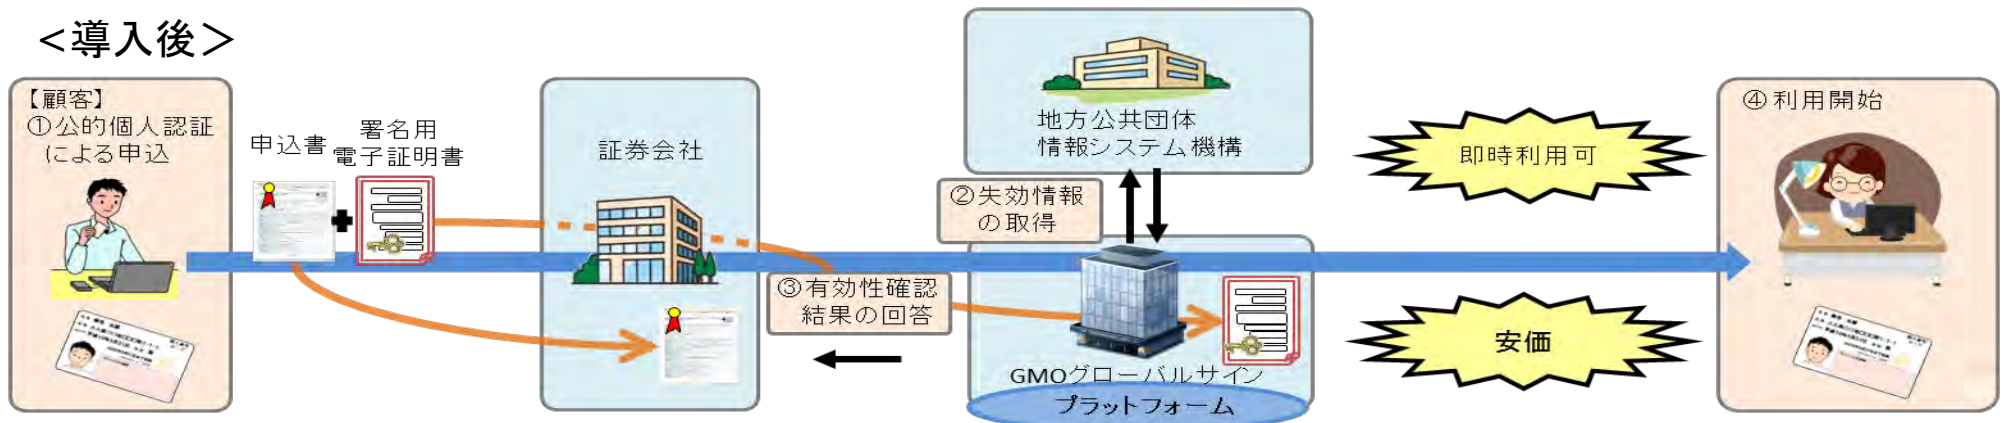 ＜導入後＞
【顧客】
①公的個人認証
による申込
申込書
署名用
電子証明書
証券会社
地方公共団体
情報システム機構
②失効情報
の取得
③有効性確認
結果の回答
GMOグローバルサイン
プラットフォーム
即時利用可
安価
④利用開始